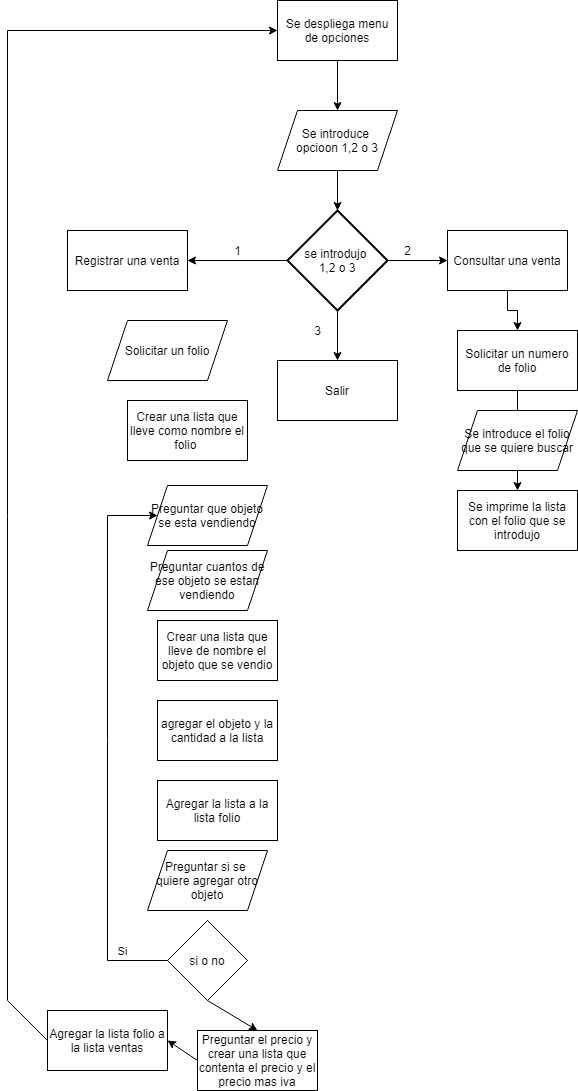 Se despliega menu
de opciones
Se introduce
opcioon 1,2 o 3
se introdujo
1,2 o 3
1
2
3
Registrar una venta
Consultar una venta
Solicitar un folio
Salir
Solicitar un numero
de folio
Crear una lista que
lleve como nombre el
folio
Se introduce el folio
que se quiere buscar
Preguntar que objeto
se esta vendiendo
Se imprime la lista
con el folio que se
introdujo
Preguntar cuantos de
ese objeto se estan
vendiendo
Crear una lista que
lleve de nombre el
objeto que se vendio
agregar el objeto y la
cantidad a la lista
Agregar la lista a la
lista folio
Preguntar si se
quiere agregar otro
objeto
Si
si o no
Agregar la lista folio a
la lista ventas
Preguntar el precio y
crear una lista que
contenta el precio y el
precio mas iva